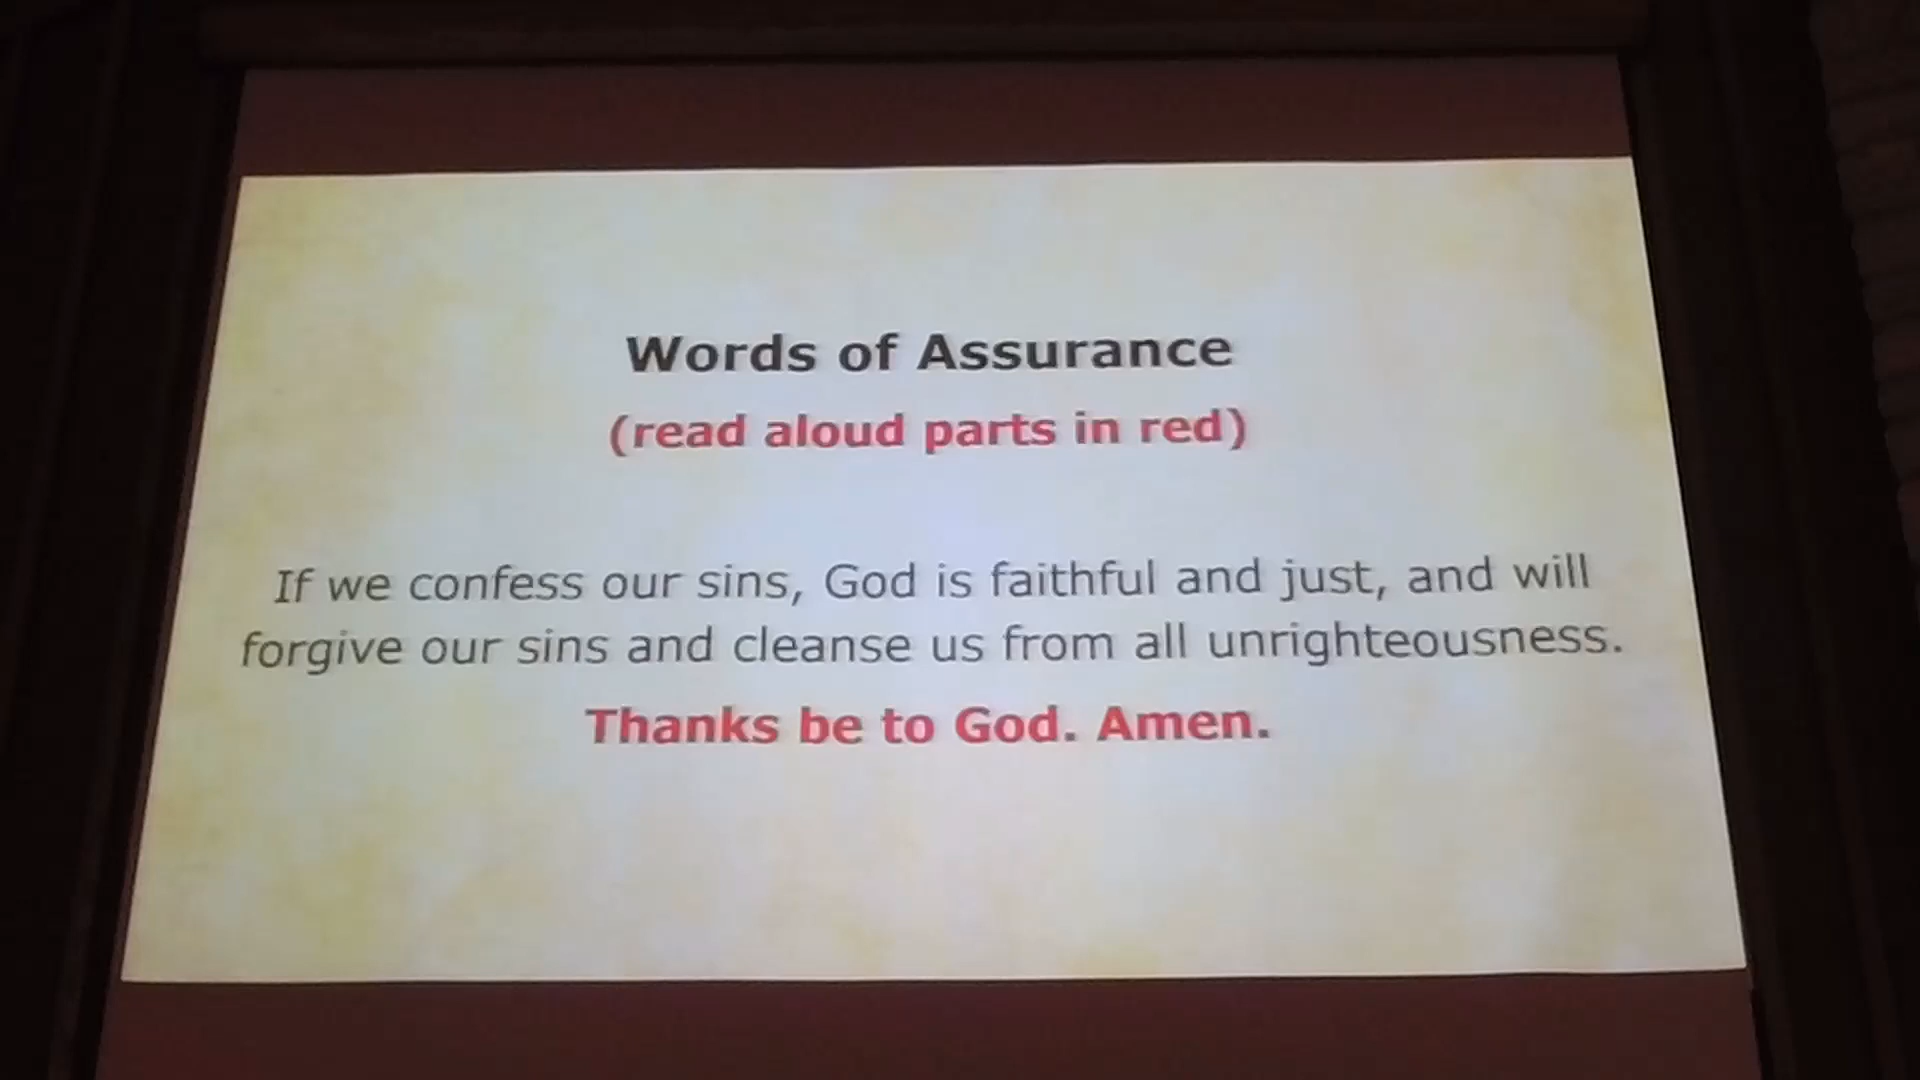 Words of Assurance
(read aloud parts in red)
If we confess our sins, God is faithful and just, and will
forgive our sins and cleanse us from all unrighteousness.
Thanks be to God. Amen.